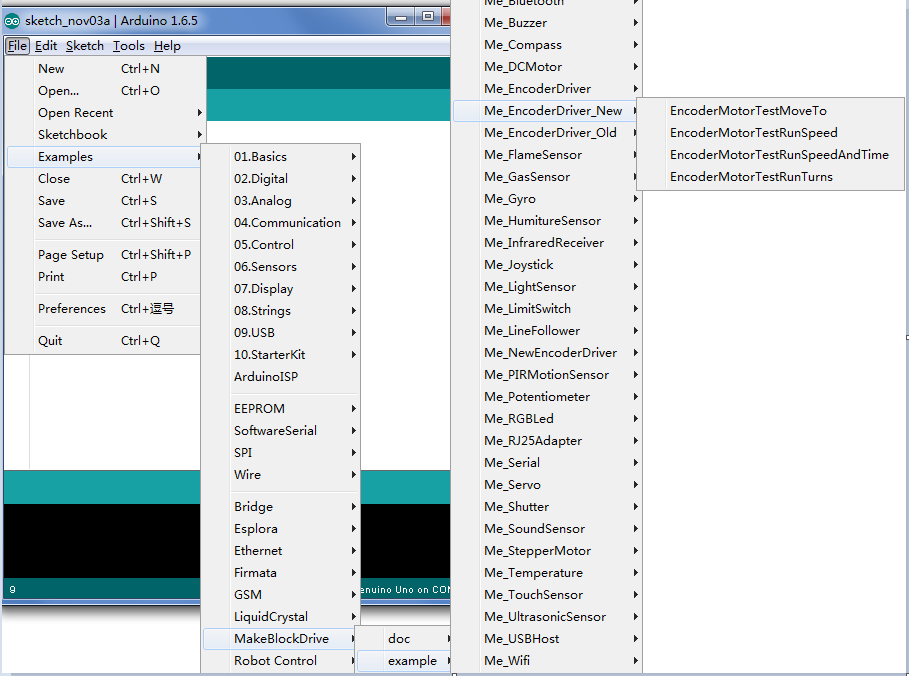 sketch_nov03a | Arduino 1.6.5
File Edit Sketch Tools Help
New Ctrl+N
Open... Ctrl+O
Open Recent
Sketchbook
Examples
Close Ctrl+W
Save Ctrl+S
Save As... Ctrl+Shift+S
Page Setup Ctrl+Shift+P
Print Ctrl+P
Preferences Ctrl+逗号
Quit Ctrl+Q
9
01.Basics
02.Digital
03.Analog
04.Communication
05.Control
06.Sensors
07.Display
08.Strings
09.USB
10.StarterKit
ArduinoISP
EEPROM
SoftwareSerial
SPI
Wire
Bridge
Esplora
Ethernet
Firmata
GSM
LiquidCrystal
MakeBlockDrive
Robot Control
enuino Uno on COM
doc
example
Me_Bluetooth
Me_Buzzer
Me_Compass
Me_DCMotor
Me_EncoderDriver
Me_EncoderDriver_New
Me_EncoderDriver_Old
Me_FlameSensor
Me_GasSensor
Me_Gyro
Me_HumitureSensor
Me_InfraredReceiver
Me_Joystick
Me_LightSensor
Me_LimitSwitch
Me_LineFollower
Me_NewEncoderDriver
Me_PIRMotionSensor
Me_Potentiometer
Me_RGBLed
Me_RJ25Adapter
Me_Serial
Me_Servo
Me_Shutter
Me_SoundSensor
Me_StepperMotor
Me_Temperature
Me_TouchSensor
Me_UltrasonicSensor
Me_USBHost
Me_Wifi
EncoderMotorTestMoveTo
EncoderMotorTestRunSpeed
EncoderMotorTestRunSpeedAndTime
EncoderMotorTestRunTurns